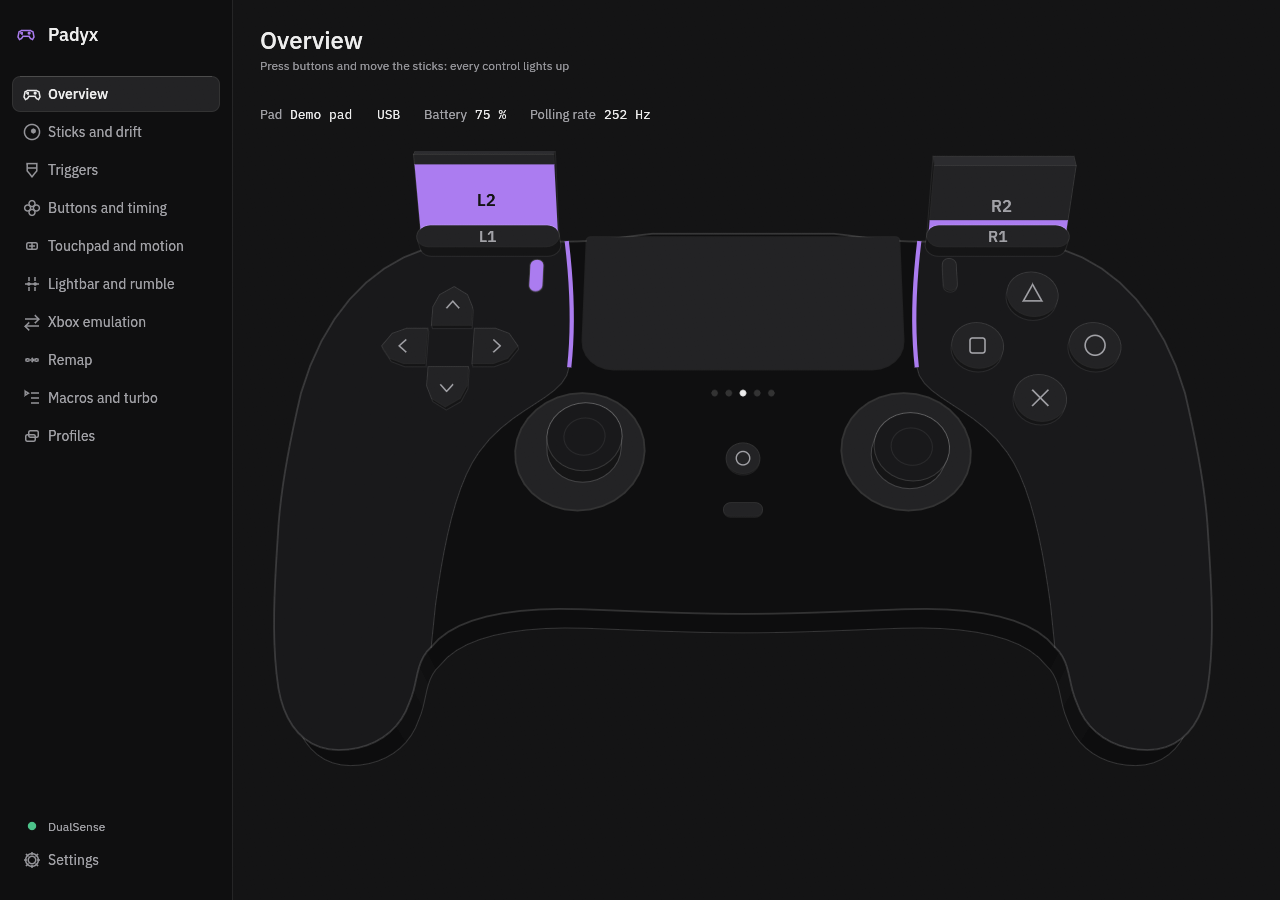 Padyx
Overview
Sticks and drift
Triggers
Buttons and timing
Touchpad and motion
Lightbar and rumble
Xbox emulation
Remap
Macros and turbo
Profiles
DualSense
Settings
Overview
Press buttons and move the sticks: every control lights up
Pad Demo pad USB Battery 75 % Polling rate 252 Hz
L2
R2
L1
R1